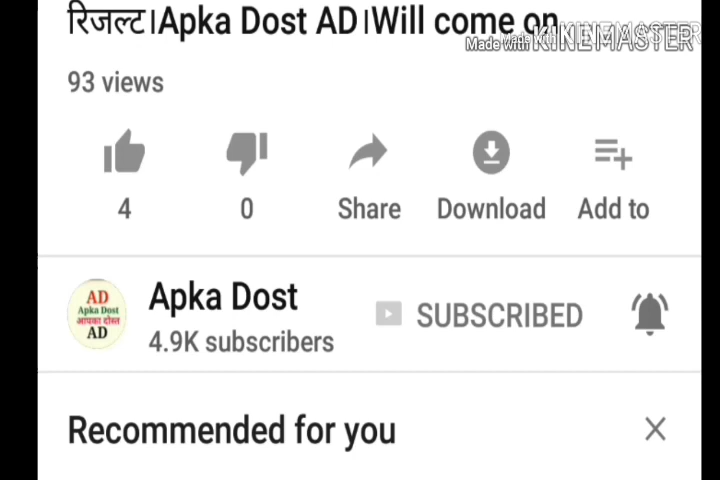 रिजल्ट।Apka Dost AD।Will come on
Made with KINEMASTER
93 views
4
0
Share
Download
Add to
AD
Apka Dost
आपका दोस्त
AD
Apka Dost
4.9K subscribers
SUBSCRIBED
Recommended for you